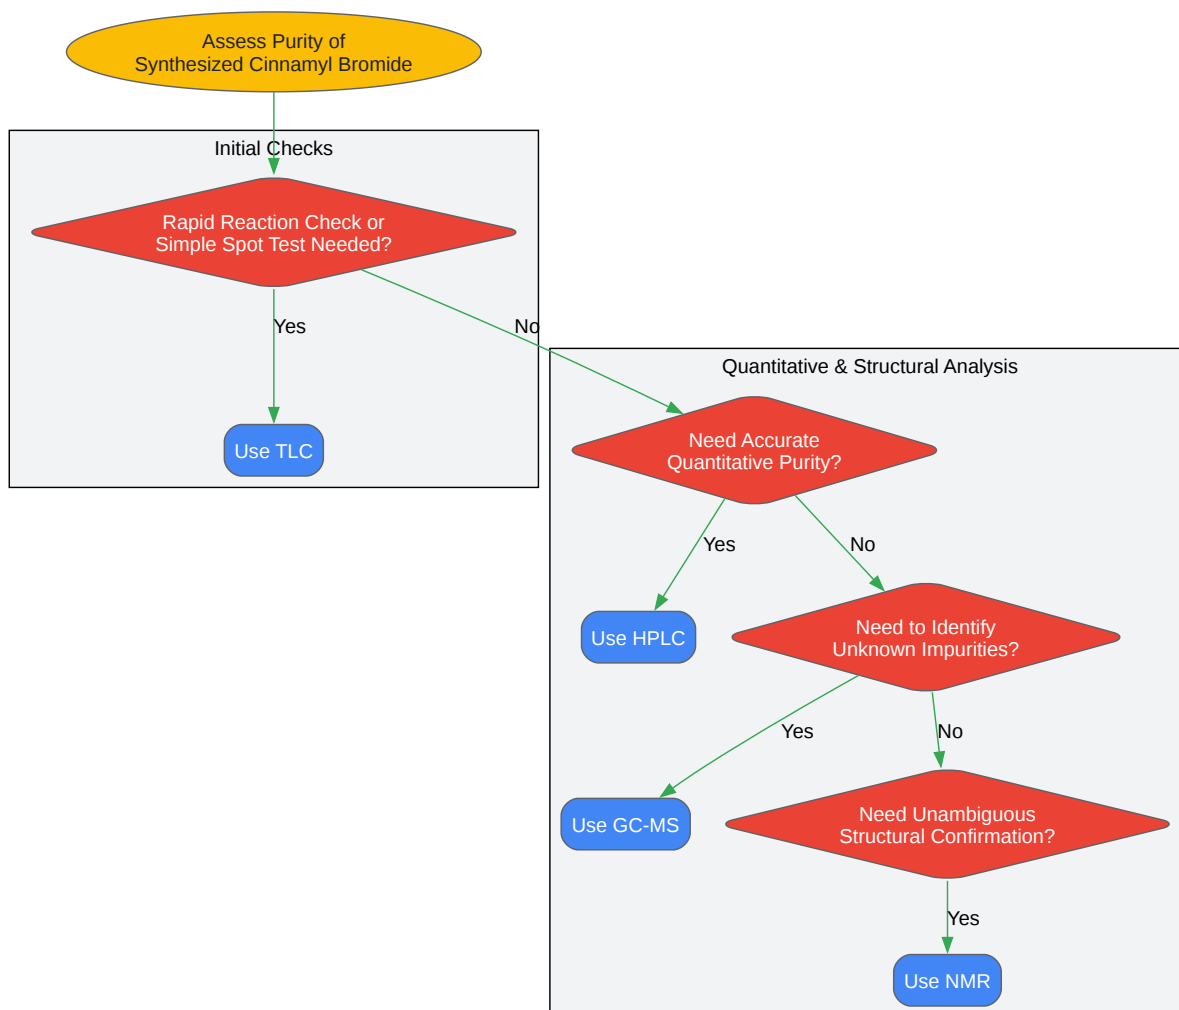 Assess Purity of
Synthesized Cinnamyl Bromide
Initial Checks
Rapid Reaction Check or
Simple Spot Test Needed?
Yes
No
Use TLC
Quantitative & Structural Analysis
Need Accurate
Quantitative Purity?
Yes
No
Use HPLC
Need to Identify
Unknown Impurities?
Yes
No
Use GC-MS
Need Unambiguous
Structural Confirmation?
Yes
Use NMR